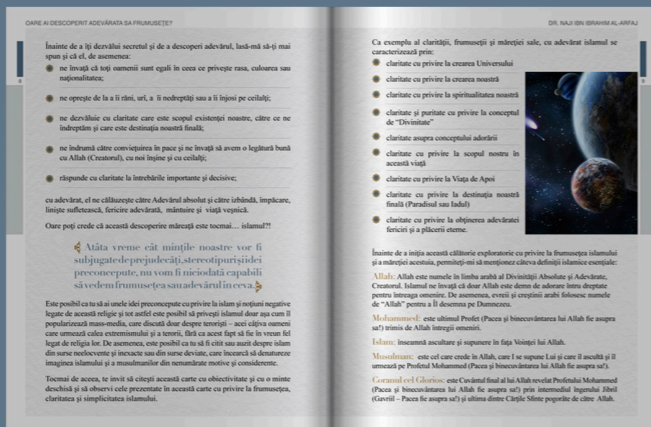 OARE AI DESCOPERIT ADEVĂRATA SA FRUMUSEȚE?
Înainte de a îți dezvălui secretul și de a descoperi adevărul, lasă-mă să-ți mai
spun și că el, de asemenea:
ne învață că toți oamenii sunt egali în ceea ce privește rasa, culoarea sau
naționalitatea;
ne oprește de la a îi răni, urî, a îi nedreptăți sau a îi înjosi pe ceilalți;
ne dezvăluie cu claritate care este scopul existenței noastre, către ce ne
îndreptăm și care este destinația noastră finală;
ne îndrumă către conviețuirea în pace și ne învață să avem o legătură bună
cu Allah (Creatorul), cu noi înșine și cu ceilalți;
răspunde cu claritate la întrebările importante și decisive;
cu adevărat, el ne călăuzește către Adevărul absolut și către izbândă, împăcare,
liniște sufletească, fericire adevărată, mântuire și viață veșnică.
Oare poți crede că această descoperire măreață este tocmai… islamul?!
Atâta vreme cât mințile noastre vor fi
subjugate de prejudecăți, stereotipuri și idei
preconcepute, nu vom fi niciodată capabili
să vedem frumusețea sau adevărul în ceva.
Este posibil ca tu să ai unele idei preconcepute cu privire la islam și noțiuni negative
legate de această religie și tot astfel este posibil să privești islamul doar așa cum îl
popularizează mass-media, care discută doar despre teroriști – acei câțiva oameni
care urmează calea extremismului și a terorii, fără ca acest fapt să fie în vreun fel
legat de religia lor. De asemenea, este posibil ca tu să fi citit sau auzit despre islam
din surse neelocvente și inexacte sau din surse deviate, care încearcă să denatureze
imaginea islamului și a musulmanilor din nenumărate motive și considerente.
Tocmai de aceea, te invit să citești această carte cu obiectivitate și cu o minte
deschisă și să observi cele prezentate în această carte cu privire la frumusețea,
claritatea și simplicitatea islamului.
DR. NAJI IBN IBRAHIM AL-ARFAJ
Ca exemplu al clarității, frumuseții și măreției sale, cu adevărat islamul se
caracterizează prin:
claritate cu privire la crearea Universului
claritate cu privire la crearea noastră
claritate cu privire la spiritualitatea noastră
claritate și puritate cu privire la conceptul
de “Divinitate”
claritate asupra conceptului adorării
claritate cu privire la scopul nostru în
această viață
claritate cu privire la Viața de Apoi
claritate cu privire la destinația noastră
finală (Paradisul sau Iadul)
claritate cu privire la obținerea adevăratei
fericiri și a plăcerii eterne.
Înainte de a iniția această călătorie exploratorie cu privire la frumusețea islamului
și a măreției acestuia, permiteți-mi să menționez câteva definiții islamice esențiale:
Allah: Allah este numele în limba arabă al Divinității Absolute și Adevărate,
Creatorul. Islamul ne învață că doar Allah este demn de adorare întru dreptate
pentru întreaga omenire. De asemenea, evreii și creștinii arabi folosesc numele
de “Allah” pentru a Îl desemna pe Dumnezeu.
Mohammed: este ultimul Profet (Pacea și binecuvântarea lui Allah fie asupra
sa!) trimis de Allah întregii omeniri.
Islam: înseamnă ascultare și supunere în fața Voinței lui Allah.
Musulman: este cel care crede în Allah, care I se supune Lui și care îl ascultă și îl
urmează pe Profetul Mohammed (Pacea și binecuvântarea lui Allah fie asupra sa!).
Coranul cel Glorios: este Cuvântul final al lui Allah revelat Profetului Mohammed
(Pacea și binecuvântarea lui Allah fie asupra sa!) prin intermediul îngerului Jibril
(Gavriil – Pacea fie asupra sa!) și ultima dintre Cărțile Sfinte pogorâte de către Allah.